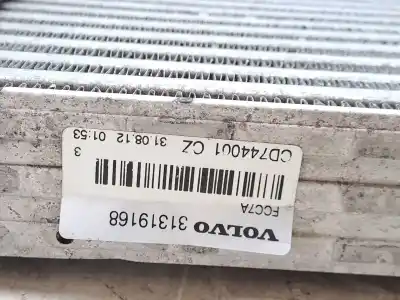 VOLVO 31319168
FCC7A
CD744001 CZ 3
31.08.12 01:53